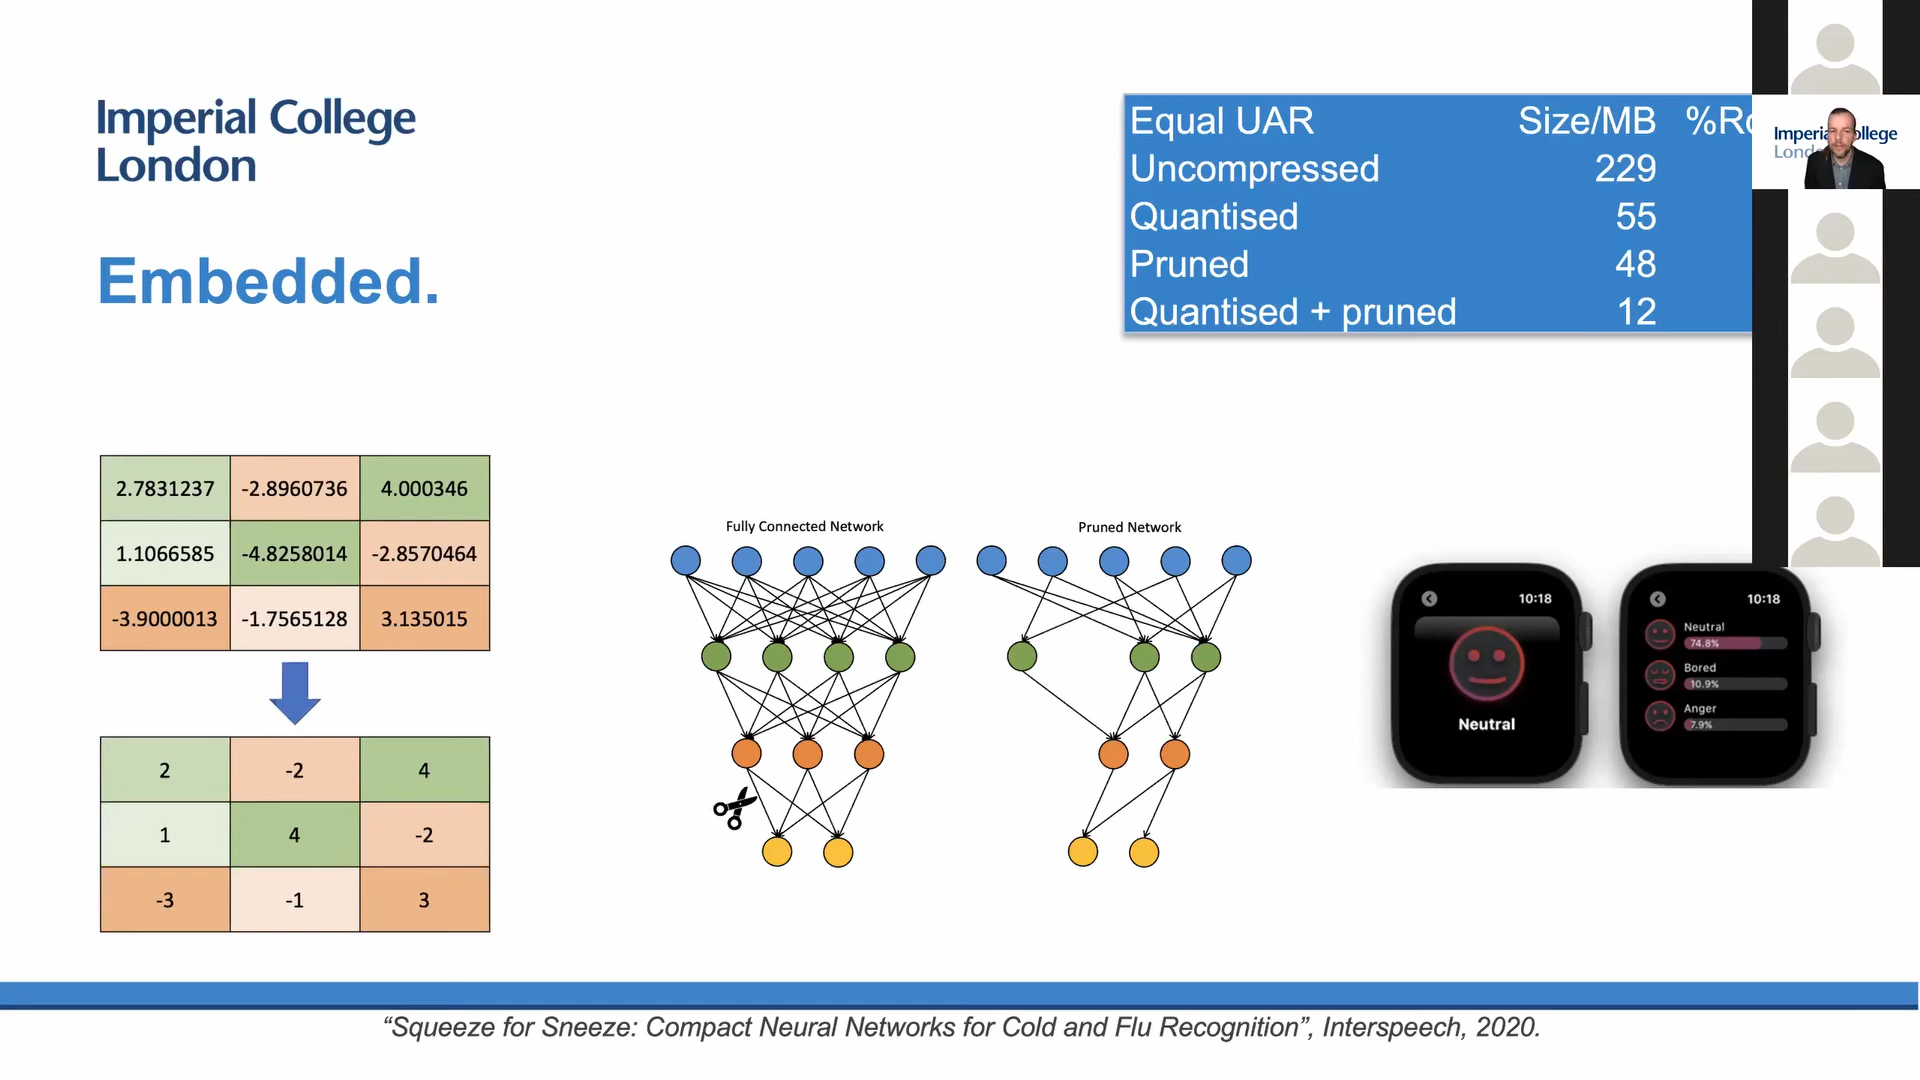 Imperial College
London
Embedded.
Equal UAR Size/MB
Uncompressed 229
Quantised 55
Pruned 48
Quantised + pruned 12
2.7831237 -2.8960736 4.000346
1.1066585 -4.8258014 -2.8570464
-3.9000013 -1.7565128 3.135015
2 -2 4
1 4 -2
-3 -1 3
Fully Connected Network
Pruned Network
10:18
Neutral
10:18
Neutral
74.8%
Bored
10.9%
Anger
7.9%
“Squeeze for Sneeze: Compact Neural Networks for Cold and Flu Recognition”, Interspeech, 2020.